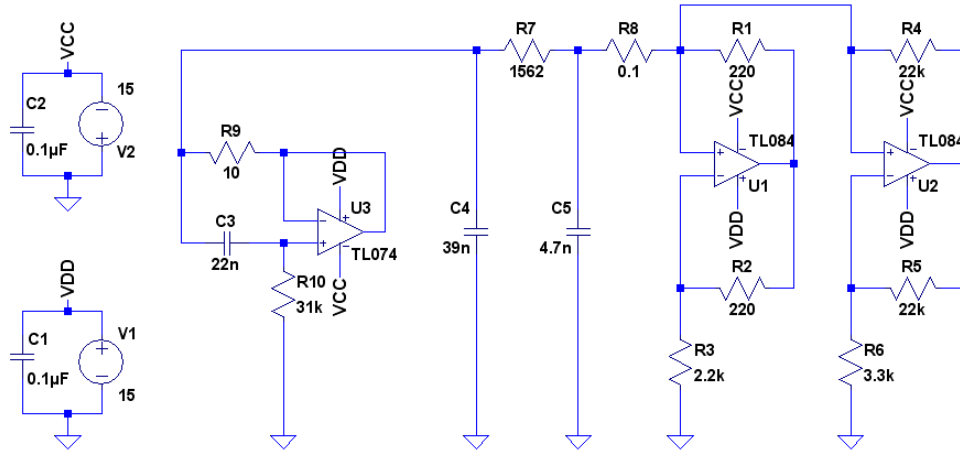 VCC
C2
0.1µF
15
V2
VDD
C1
0.1µF
V1
15
R9
10
C3
22n
R10
31k
VDD
U3
TL074
VCC
C4
39n
R7
1562
C5
4.7n
R8
0.1
R1
220
VCC
TL084
U1
VDD
R2
220
R3
2.2k
R4
22k
VCC
TL084
U2
VDD
R5
22k
R6
3.3k